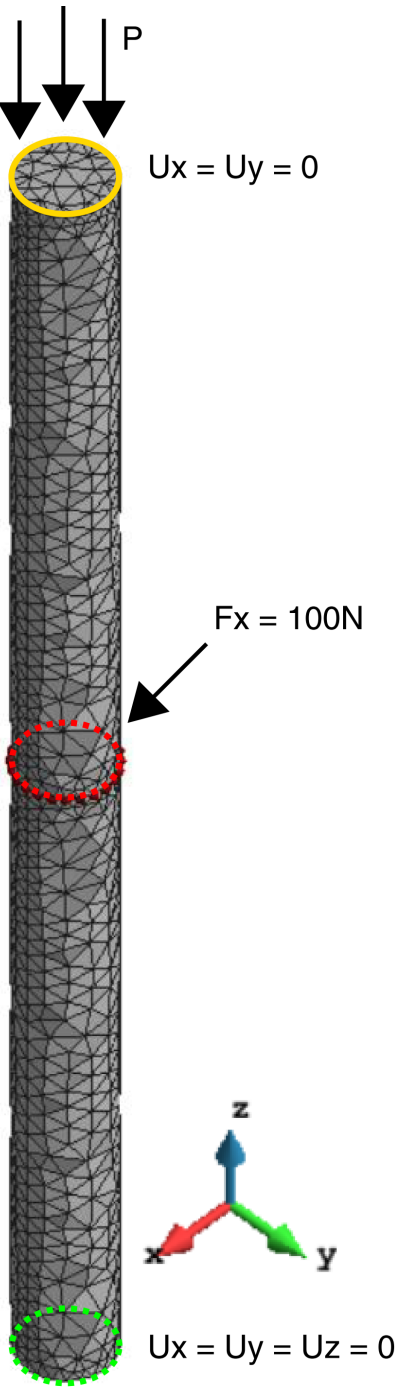 P
Ux = Uy = 0
Fx = 100N
z
x
y
Ux = Uy = Uz = 0